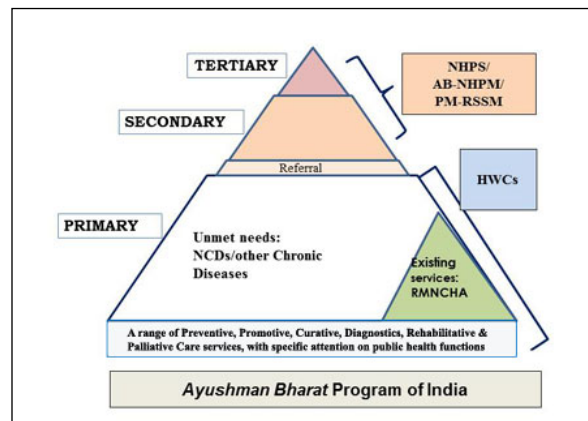 TERTIARY
NHPS/
AB-NHPM/
PM-RSSM
SECONDARY
Referral
HWCs
PRIMARY
Unmet needs:
NCDs/other Chronic
Diseases
Existing
services:
RMNCHA
A range of Preventive, Promotive, Curative, Diagnostics, Rehabilitative &
Palliative Care services, with specific attention on public health functions
Ayushman Bharat Program of India